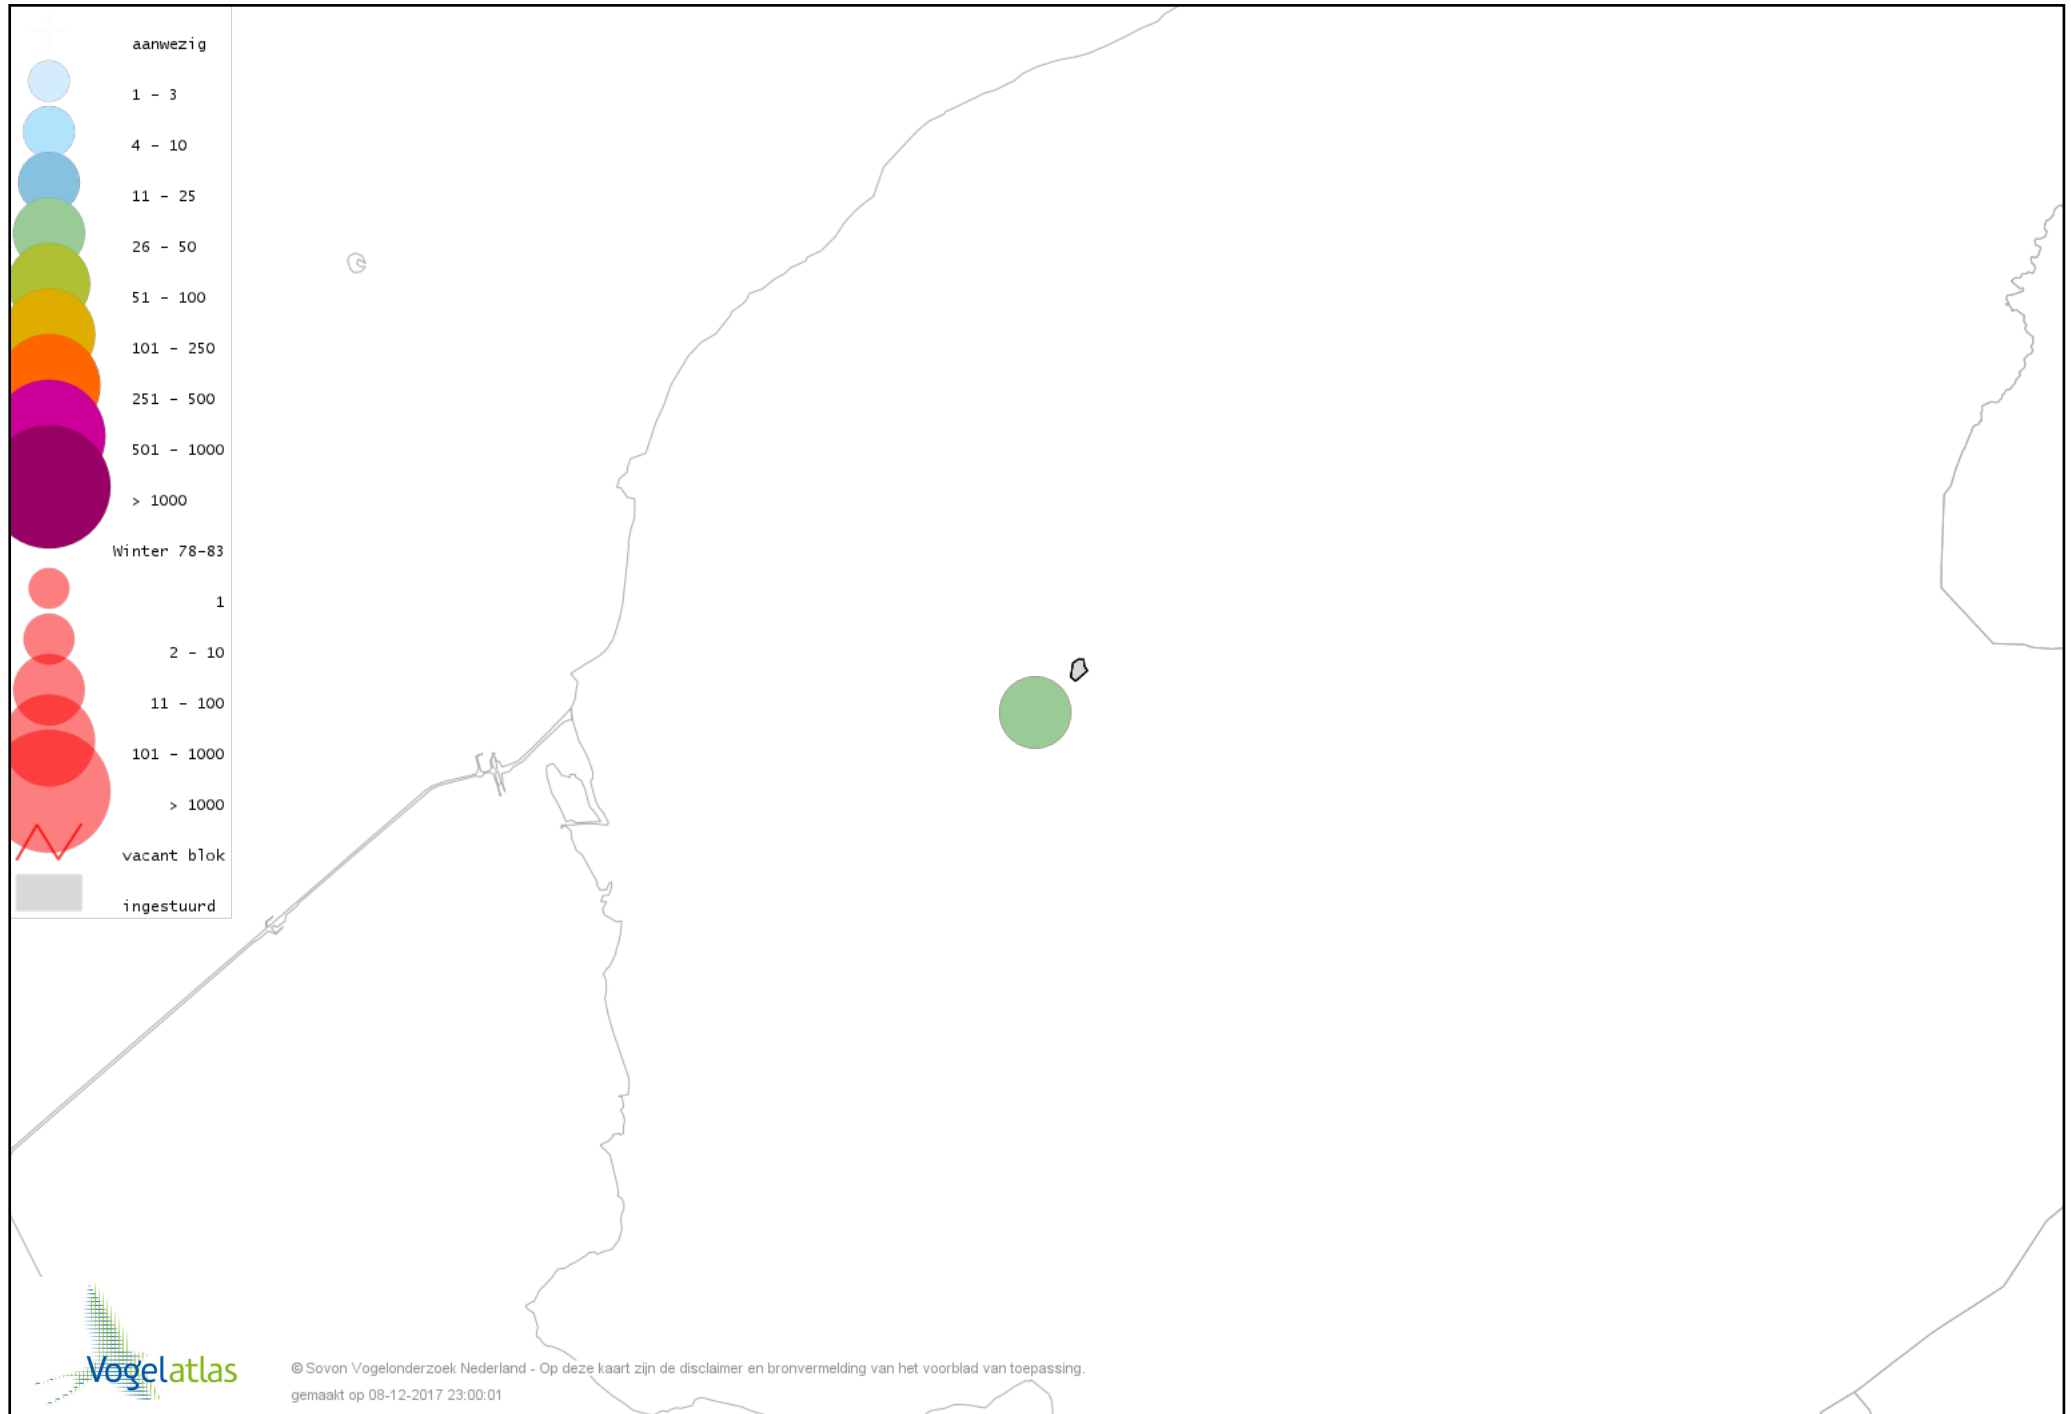 aanwezig
1 - 3
4 - 10
11 - 25
26 - 50
51 - 100
101 - 250
251 - 500
501 - 1000
> 1000
Winter 78-83
1
2 - 10
11 - 100
101 - 1000
> 1000
vacant blok
ingestuurd
Vogelatlas
© Sovon Vogelonderzoek Nederland - Op deze kaart zijn de disclaimer en bronvermelding van het voorblad van toepassing.
gemaakt op 08-12-2017 23:00:01